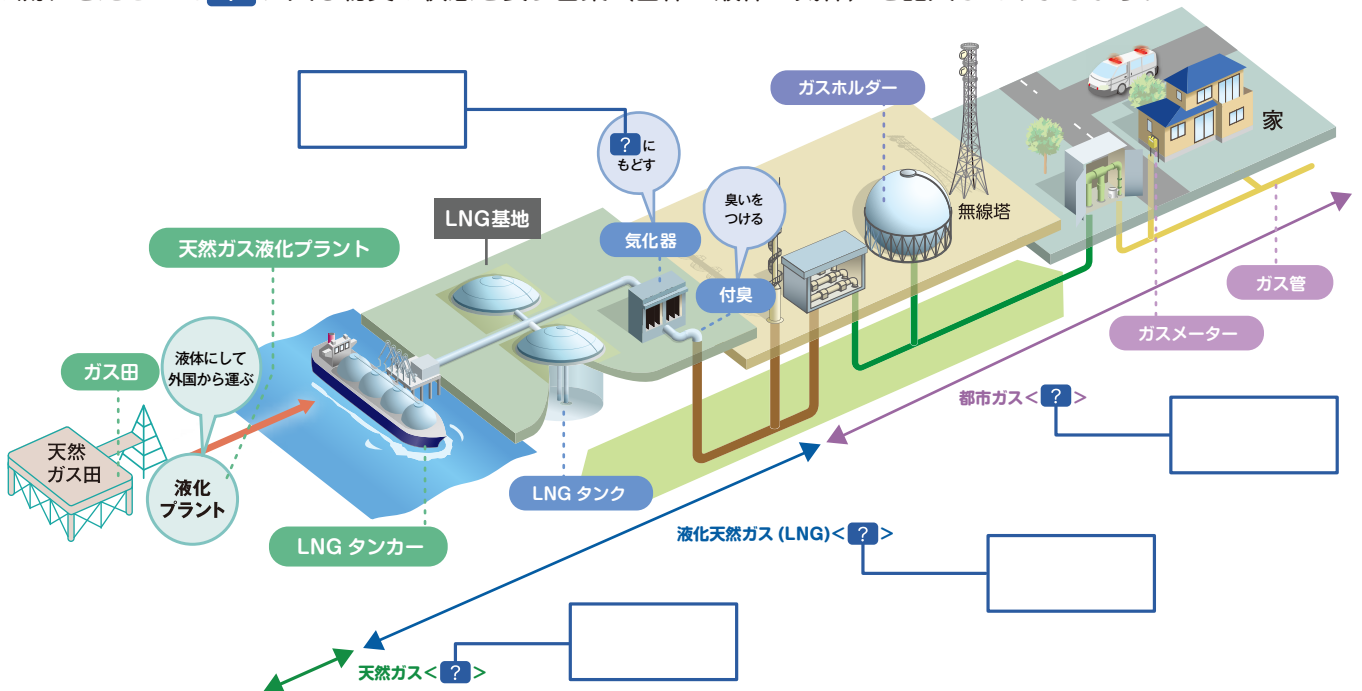 ?
ガスホルダー
?に
もどす
家
臭いを
つける
LNG基地
無線塔
気化器
天然ガス液化プラント
付臭
ガス管
ガスメーター
液体にして
外国から運ぶ
ガス田
都市ガス<?>
天然
ガス田
液化
プラント
LNG タンク
液化天然ガス (LNG)<?>
LNG タンカー
天然ガス<?>